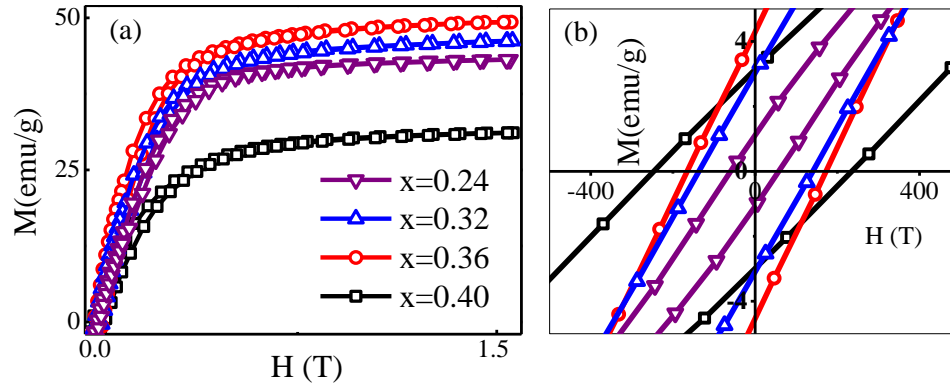 (a)
50
25
0
M(emu/g)
0.0
1.5
H (T)
x=0.24
x=0.32
x=0.36
x=0.40
(b)
M(emu/g)
4
0
-4
-400
0
400
H (T)